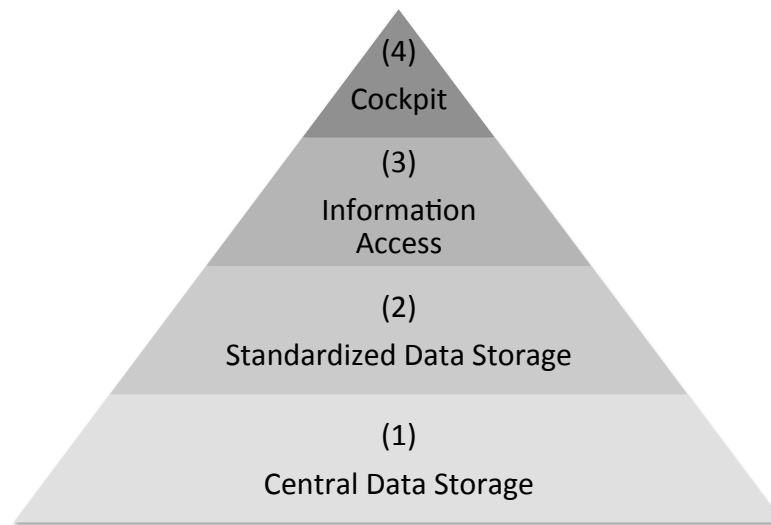 (4)
Cockpit
(3)
Information
Access
(2)
Standardized Data Storage
(1)
Central Data Storage